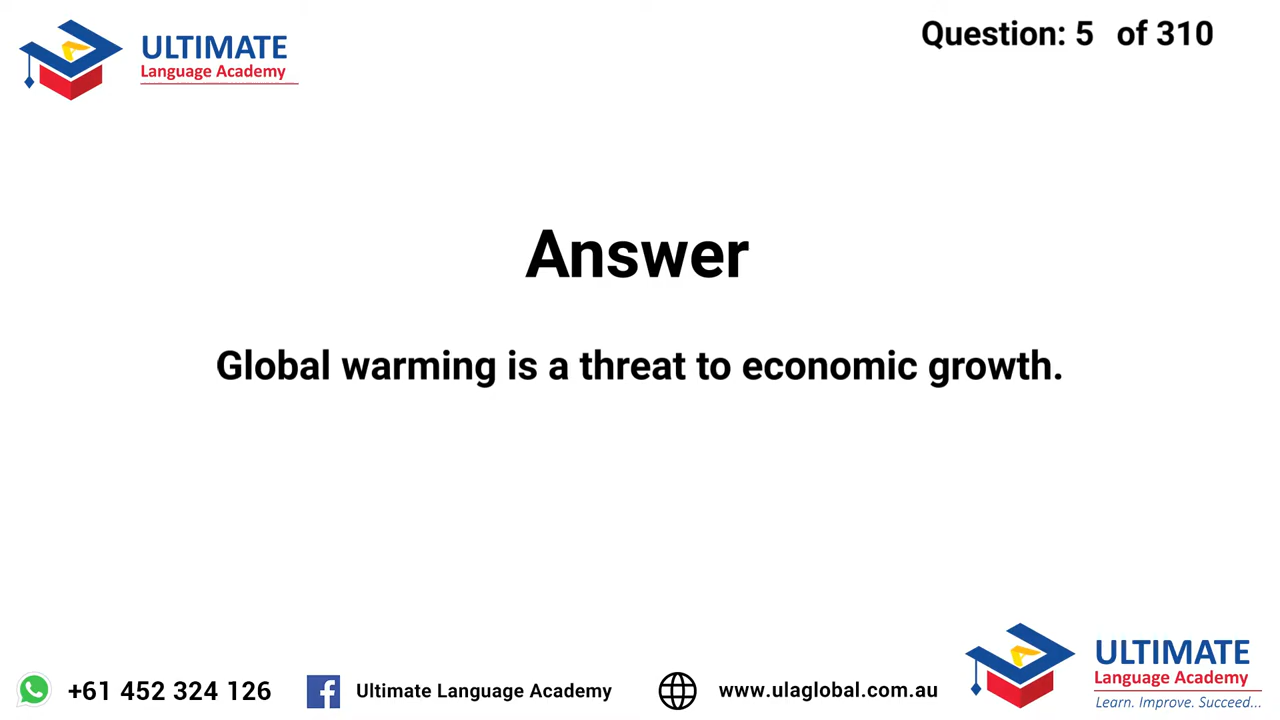 ULTIMATE
Language Academy
Question: 5 of 310
Answer
Global warming is a threat to economic growth.
+61 452 324 126
Ultimate Language Academy
www.ulaglobal.com.au
ULTIMATE
Language Academy
Learn. Improve. Succeed...